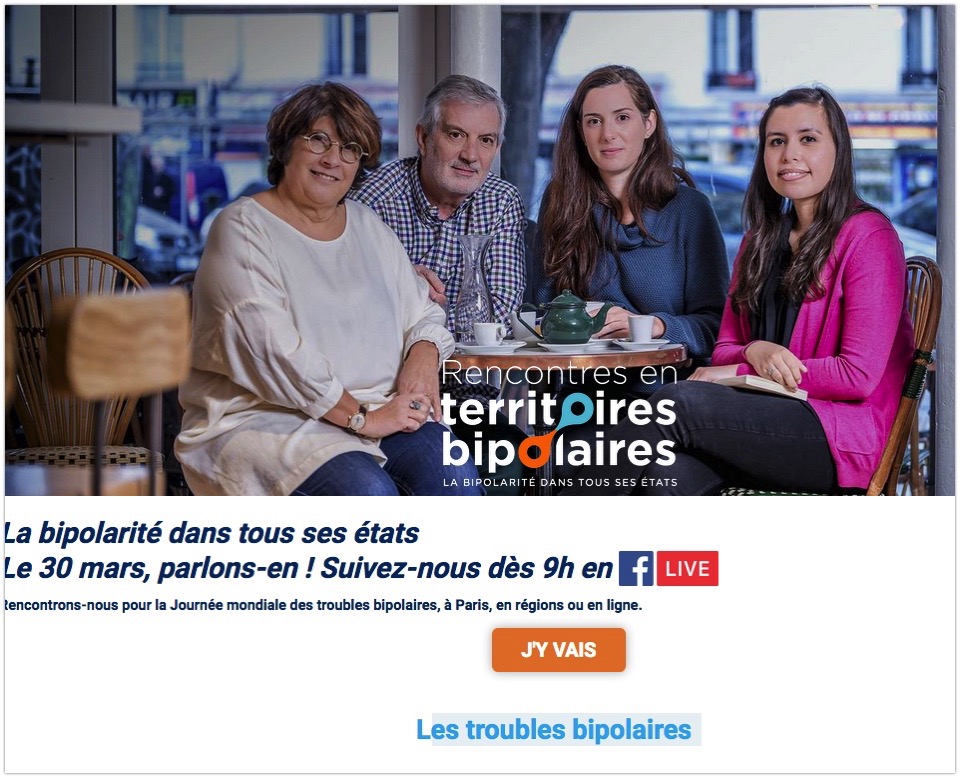 Rencontres en
territoires
bipolaires
LA BIPOLARITÉ DANS TOUS SES ÉTATS
La bipolarité dans tous ses états
Le 30 mars, parlons-en ! Suivez-nous dès 9h en f LIVE
Rencontrons-nous pour la Journée mondiale des troubles bipolaires, à Paris, en régions ou en ligne.
J'Y VAIS
Les troubles bipolaires